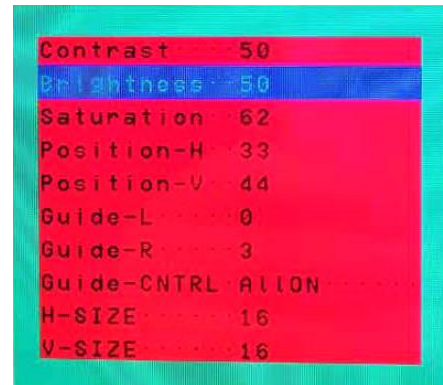 Contrast 50
Brightness 50
Saturation 62
Position-H 33
Position-V 44
Guide-L 0
Guide-R 3
Guide-CNTRL AllON
H-SIZE 16
V-SIZE 16